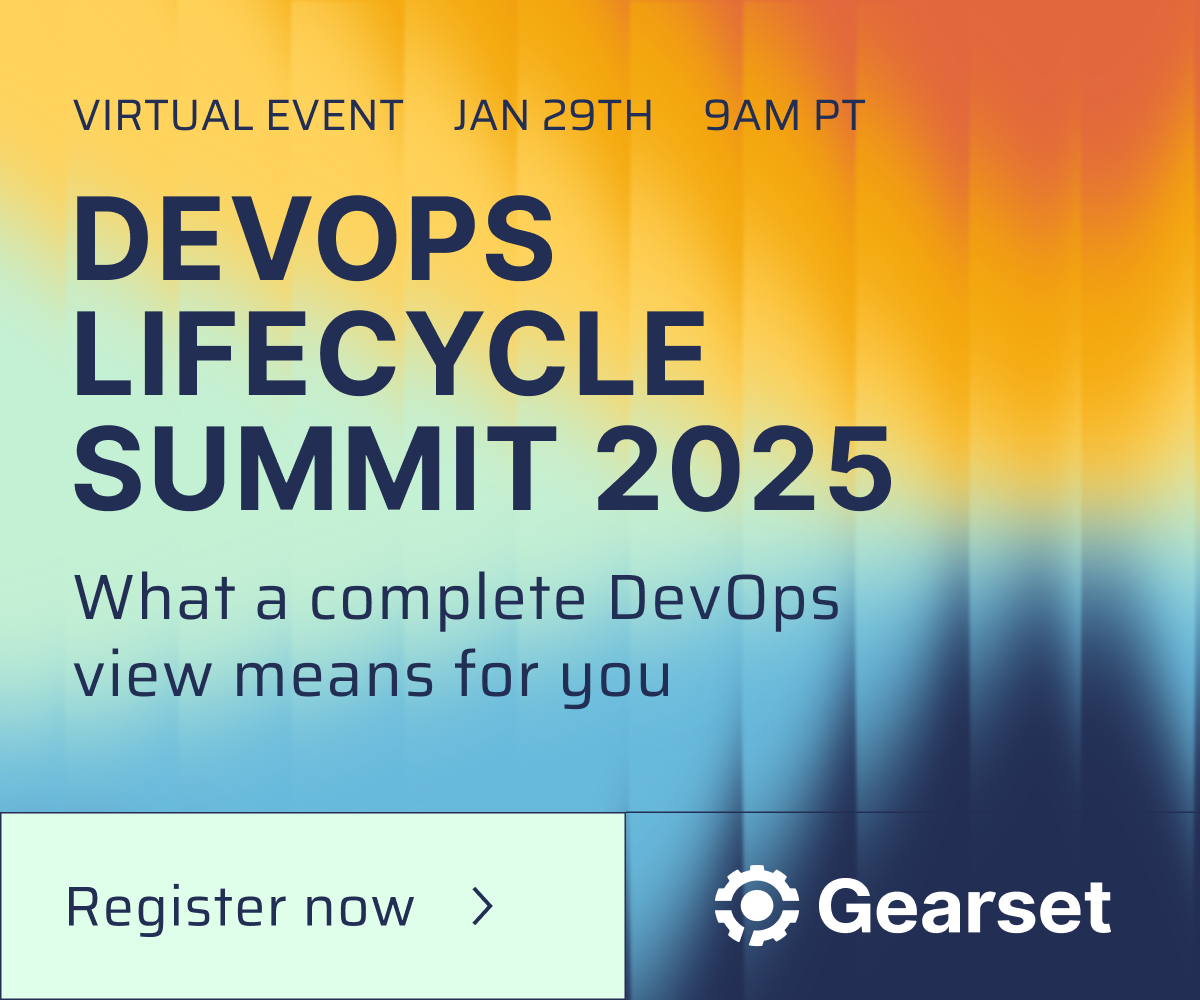 VIRTUAL EVENT JAN 29TH 9AM PT
DEVOPS
LIFECYCLE
SUMMIT 2025
What a complete DevOps
view means for you
Register now
Gearset